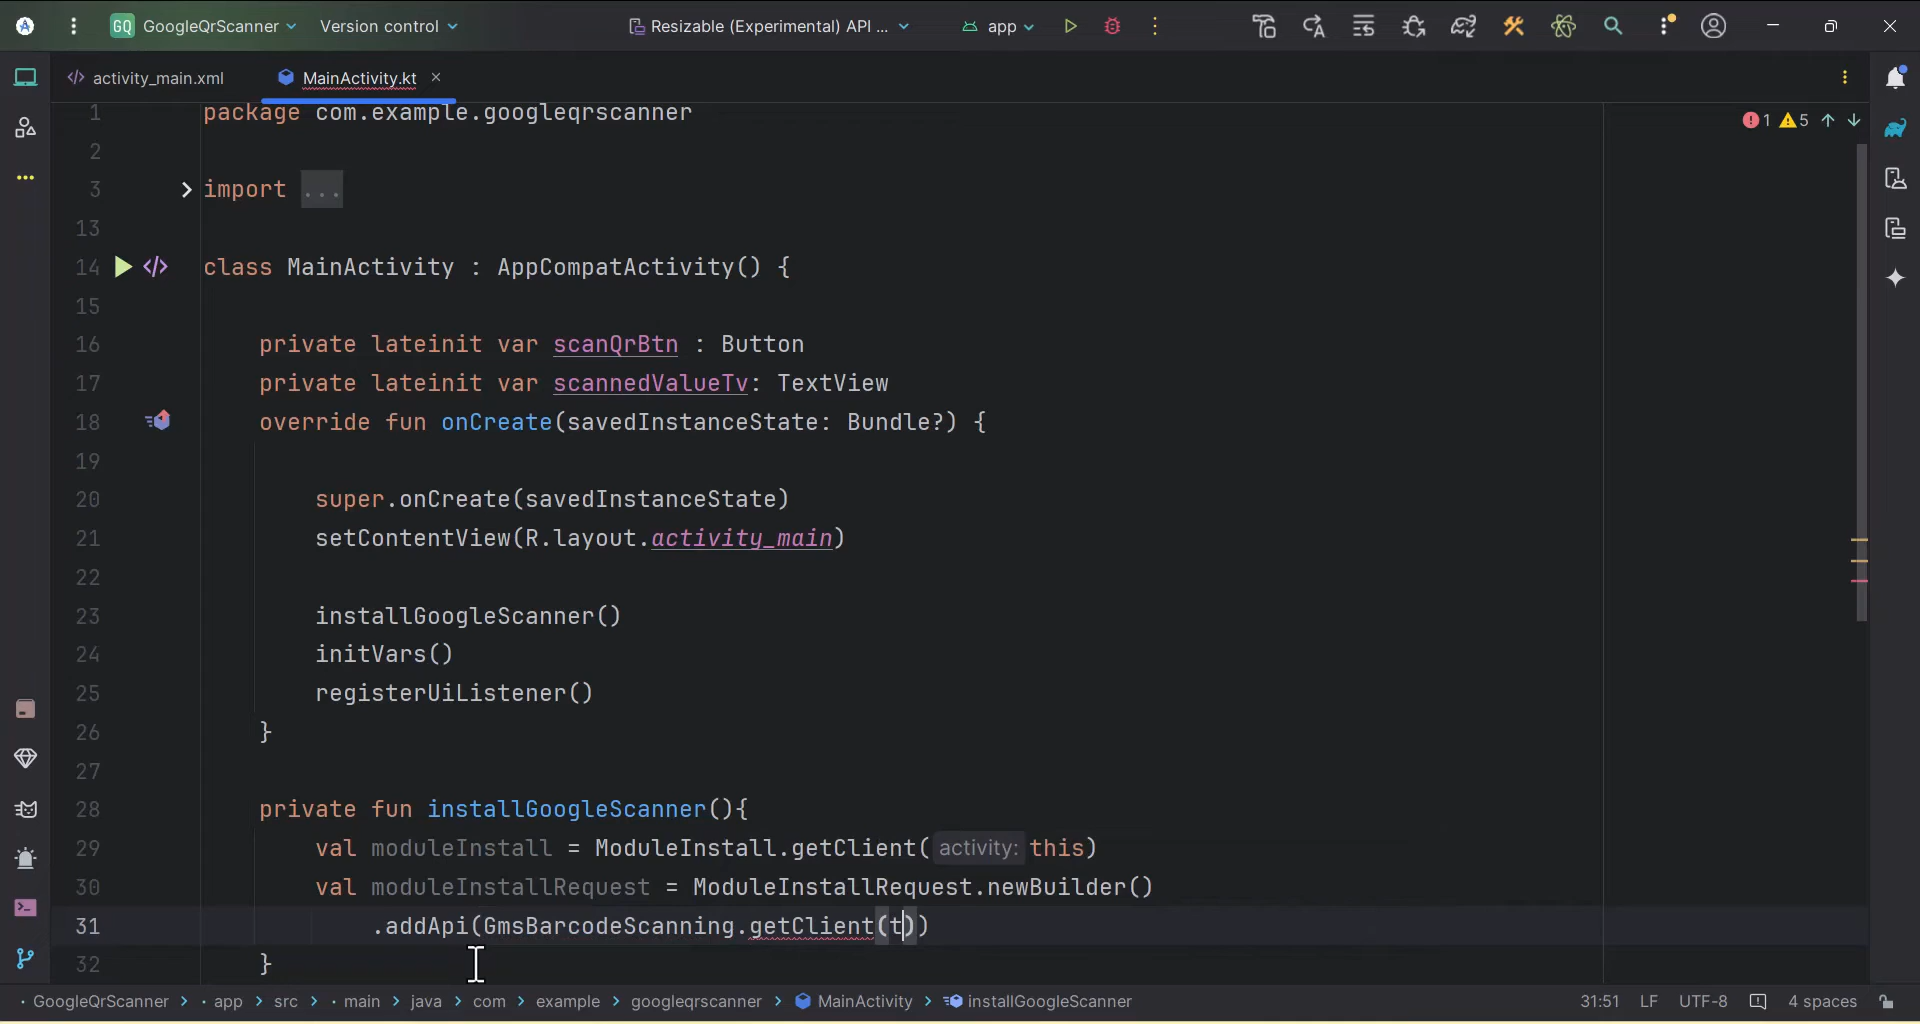 GQ GoogleQrScanner Version control Resizable (Experimental) API ... app
activity_main.xml MainActivity.kt
1 package com.example.googleqrscanner 1 5
2
3 import ...
13
14 class MainActivity : AppCompatActivity() {
15
16 private lateinit var scanQrBtn : Button
17 private lateinit var scannedValueTv: TextView
18 override fun onCreate(savedInstanceState: Bundle?) {
19
20 super.onCreate(savedInstanceState)
21 setContentView(R.layout.activity_main)
22
23 installGoogleScanner()
24 initVars()
25 registerUiListener()
26 }
27
28 private fun installGoogleScanner(){
29 val moduleInstall = ModuleInstall.getClient( activity: this)
30 val moduleInstallRequest = ModuleInstallRequest.newBuilder()
31 .addApi(GmsBarcodeScanning.getClient(t))
32 }
GoogleQrScanner > app > src > main > java > com > example > googleqrscanner > MainActivity > installGoogleScanner 31:51 LF UTF-8 4 spaces